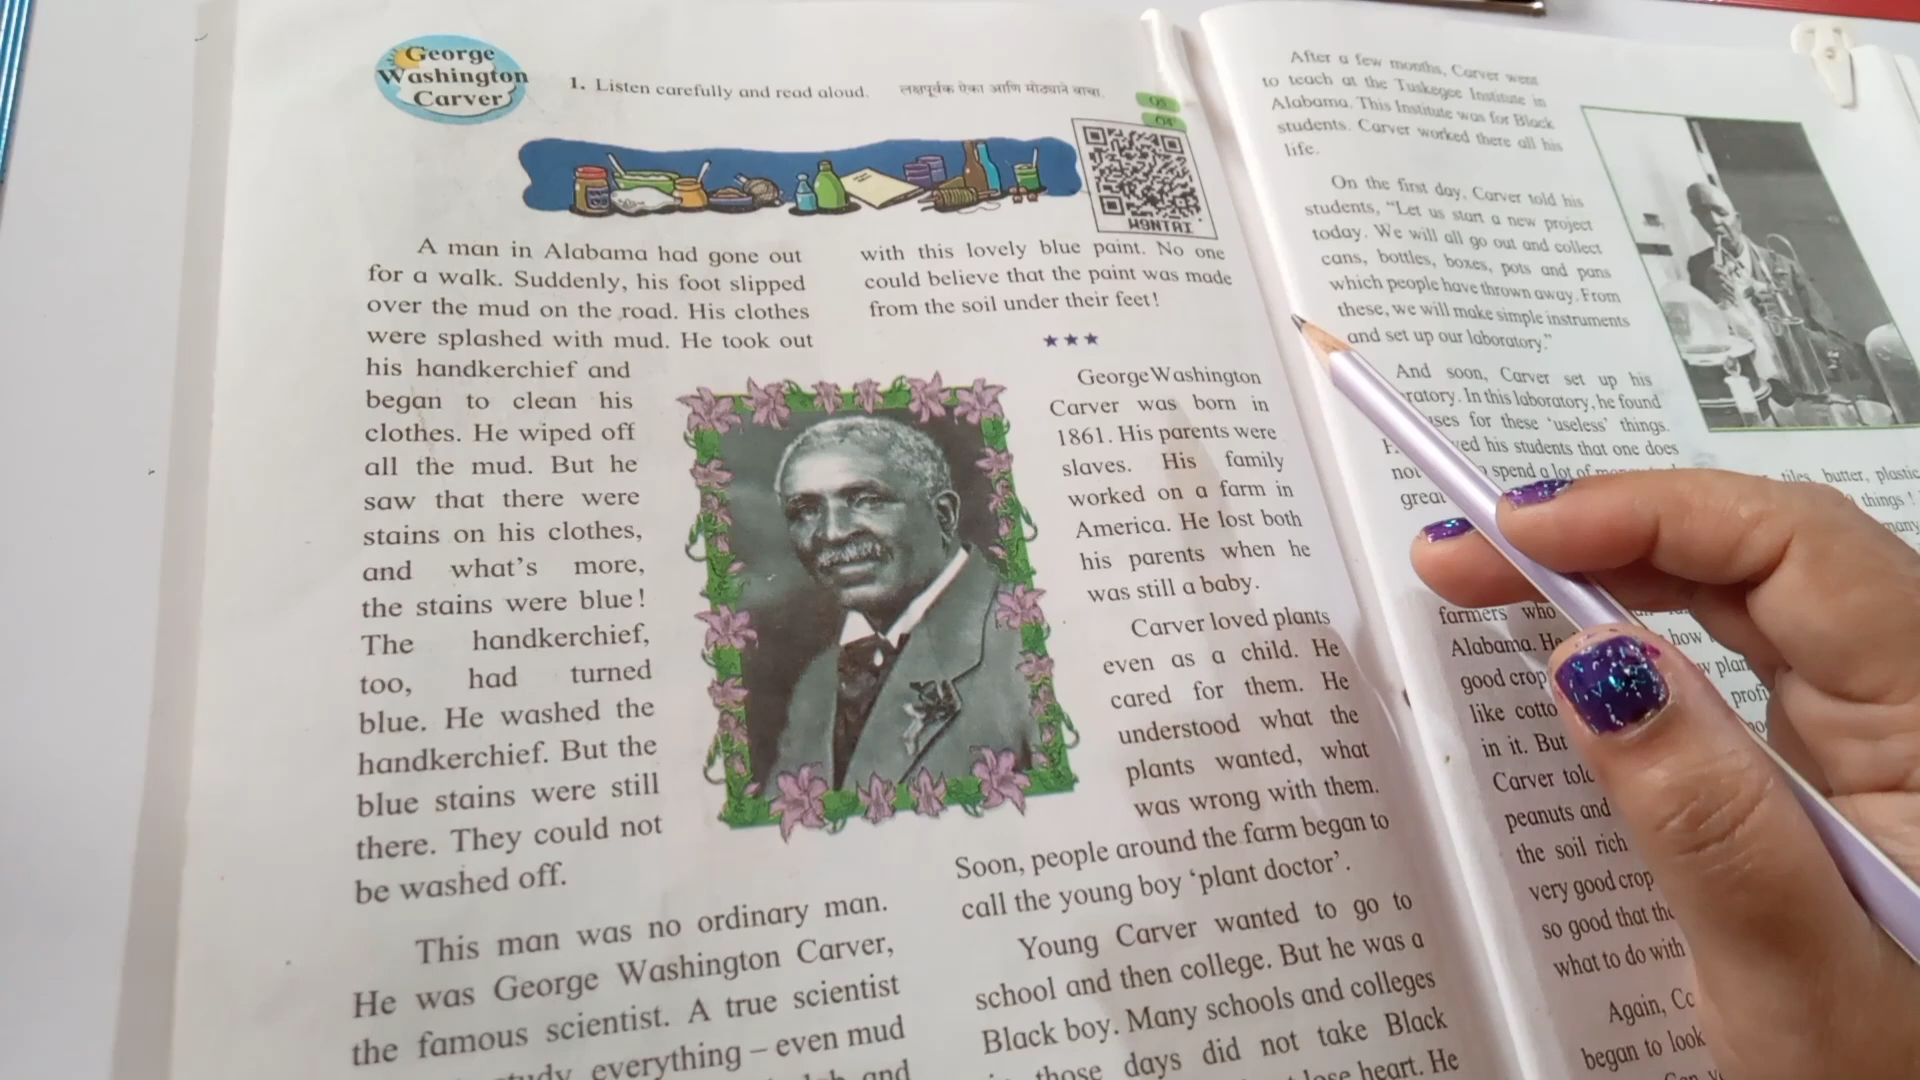 George
Washington
Carver
1. Listen carefully and read aloud. लक्षपूर्वक ऐका आणि मोठ्याने वाचा.
W9NTAI
A man in Alabama had gone out
for a walk. Suddenly, his foot slipped
over the mud on the road. His clothes
were splashed with mud. He took out
his handkerchief and
began to clean his
clothes. He wiped off
all the mud. But he
saw that there were
stains on his clothes,
and what's more,
the stains were blue!
The handkerchief,
too, had turned
blue. He washed the
handkerchief. But the
blue stains were still
there. They could not
be washed off.
This man was no ordinary man.
He was George Washington Carver,
the famous scientist. A true scientist
everything – even mud
and
with this lovely blue paint. No one
could believe that the paint was made
from the soil under their feet!
★★★
George Washington
Carver was born in
1861. His parents were
slaves. His family
worked on a farm in
America. He lost both
his parents when he
was still a baby.
Carver loved plants
even as a child. He
cared for them. He
understood what the
plants wanted, what
was wrong with them.
Soon, people around the farm began to
call the young boy ‘plant doctor’.
Young Carver wanted to go to
school and then college. But he was a
Black boy. Many schools and colleges
those days did not take Black
lose heart. He
After a few months, Carver went
to teach at the Tuskegee Institute in
Alabama. This Institute was for Black
students. Carver worked there all his
life.
On the first day, Carver told his
students, “Let us start a new project
today. We will all go out and collect
cans, bottles, boxes, pots and pans
which people have thrown away. From
these, we will make simple instruments
and set up our laboratory.”
And soon, Carver set up his
ratory. In this laboratory, he found
uses for these ‘useless’ things.
his students that one does
not spend a lot of
great
tiles, butter, plastic
things!
many
farmers who
Alabama. He how
good crop plan
like cotto profi
in it. But
Carver told
peanuts and
the soil rich
very good crop
so good that the
what to do with
Again, Ca
began to look